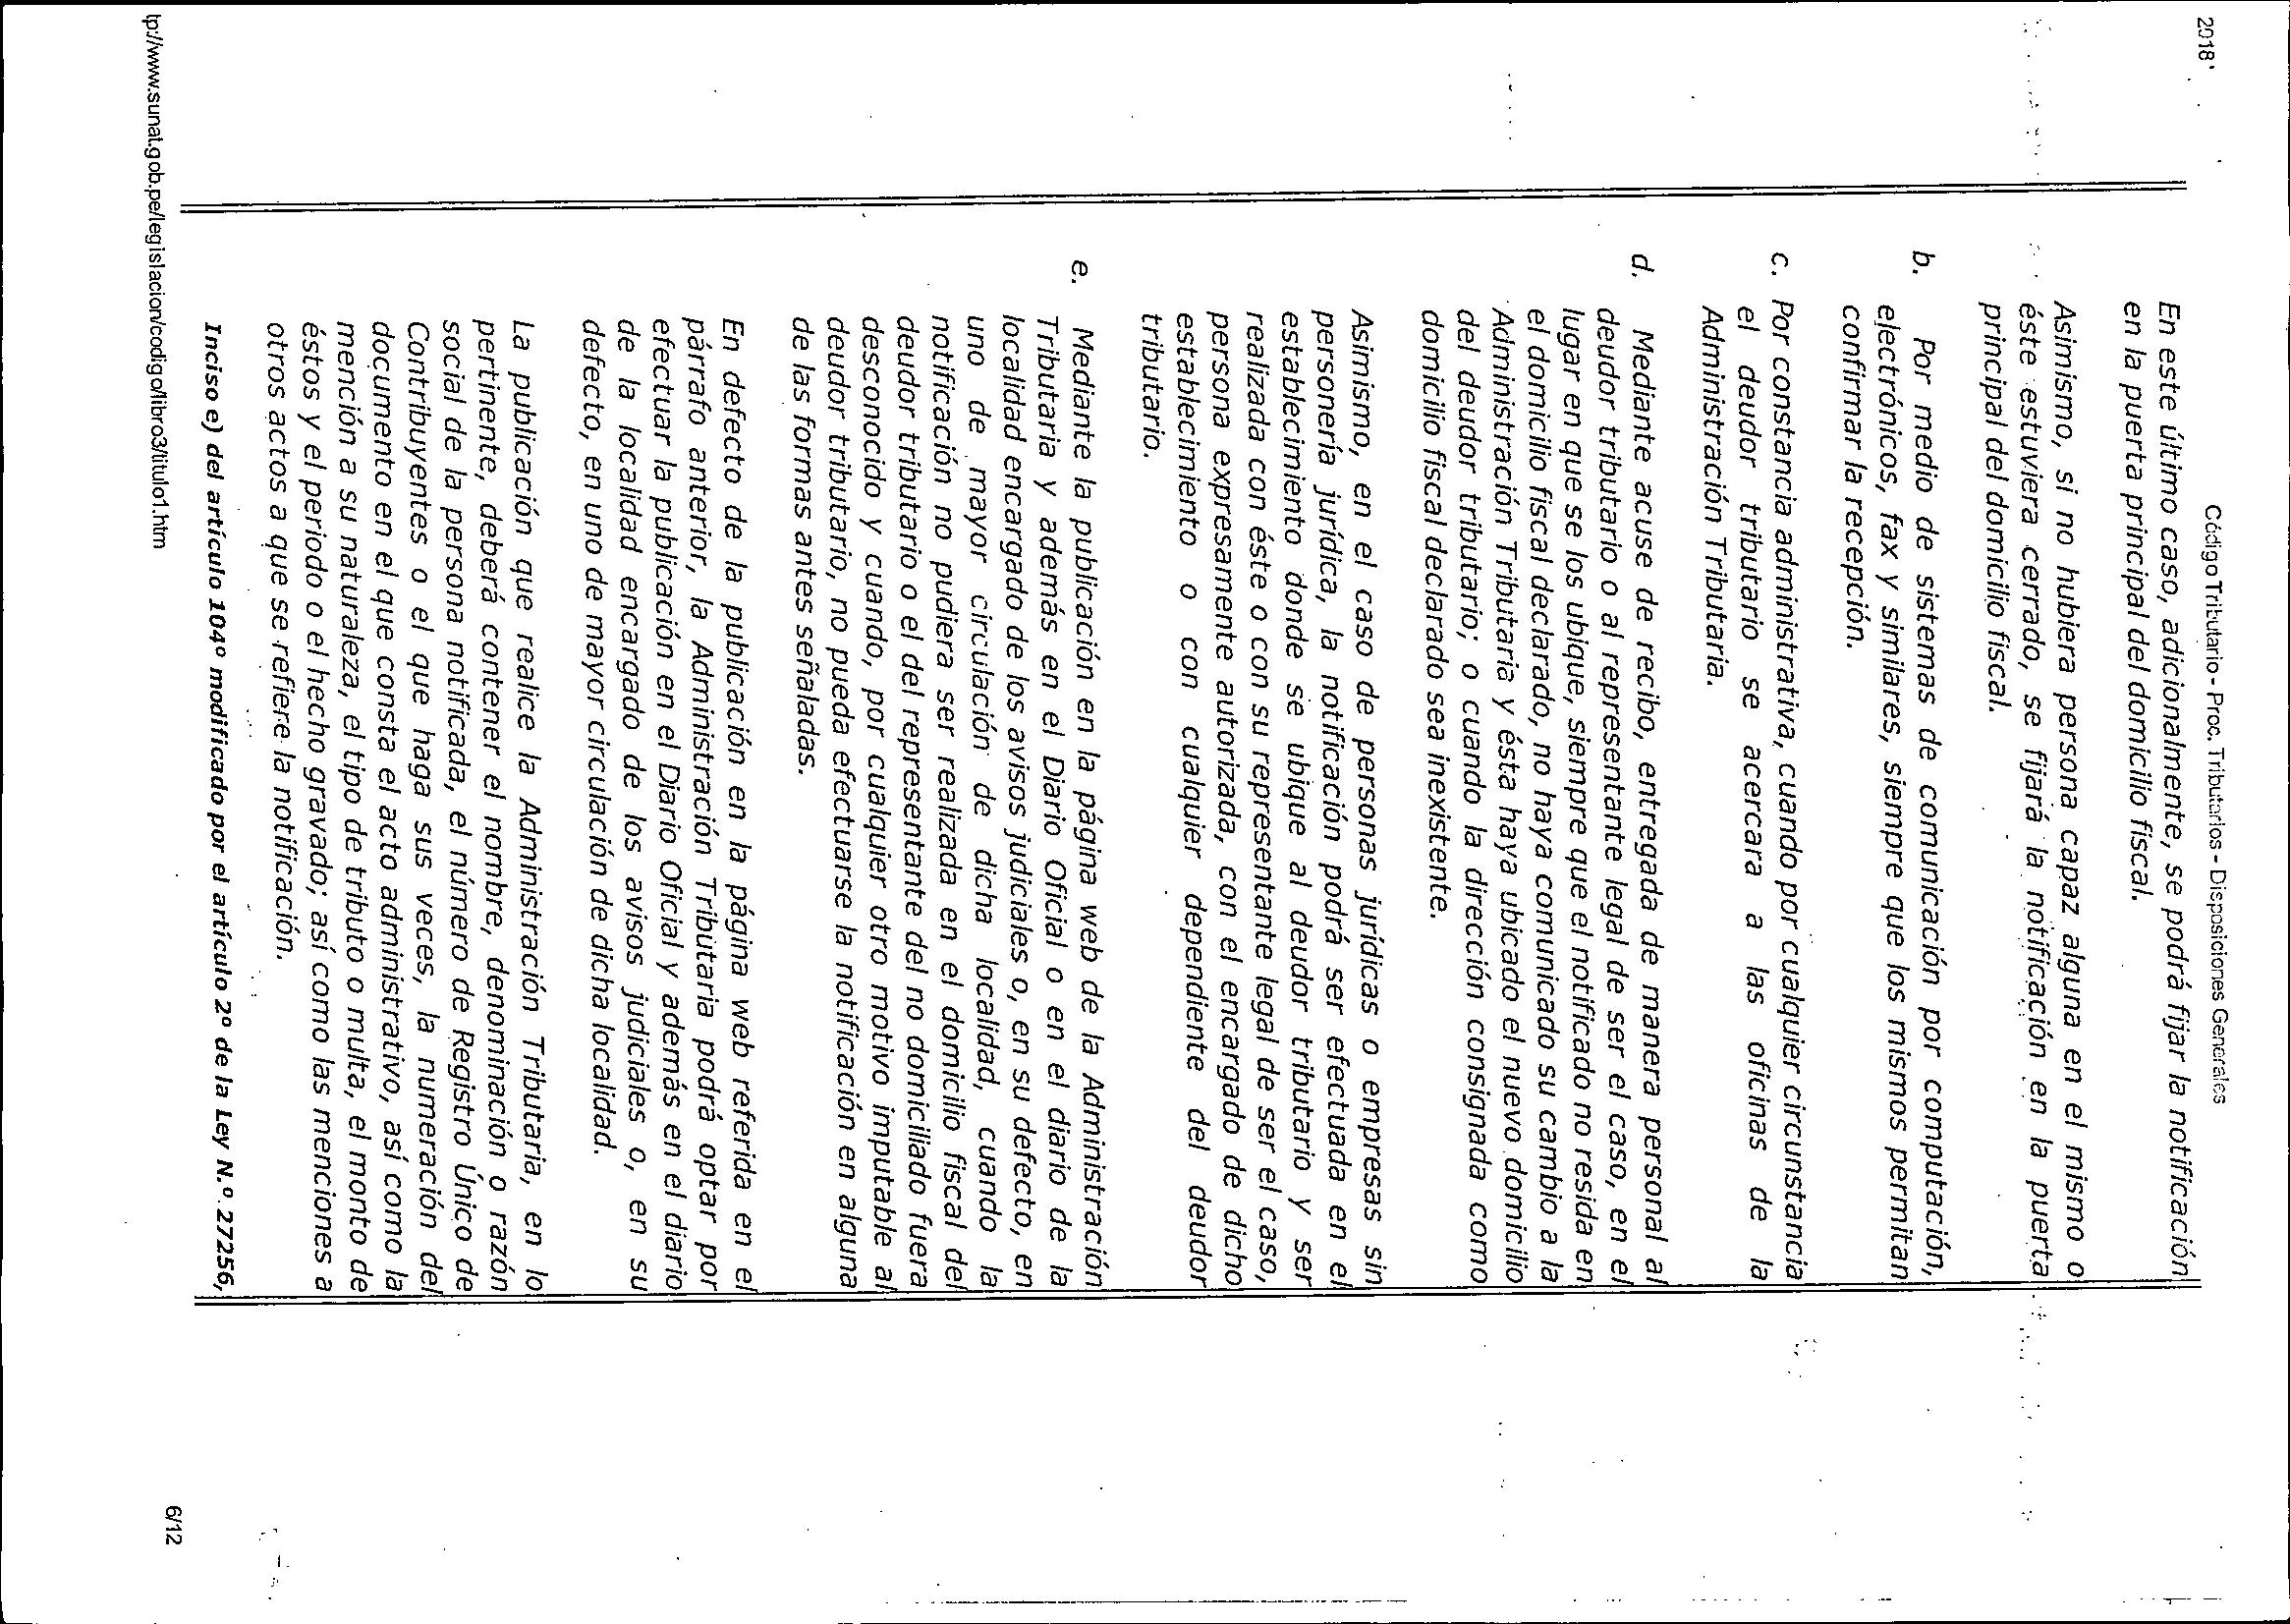 2018
Código Tributario - Proc. Tributarios - Disposiciones Generales
En este último caso, adicionalmente, se podrá fijar la notificación
en la puerta principal del domicilio fiscal.
Asimismo, si no hubiera persona capaz alguna en el mismo o
éste estuviera cerrado, se fijará la notificación en la puerta
principal del domicilio fiscal.
b. Por medio de sistemas de comunicación por computación,
electrónicos, fax y similares, siempre que los mismos permitan
confirmar la recepción.
c. Por constancia administrativa, cuando por cualquier circunstancia
el deudor tributario se acercara a las oficinas de la
Administración Tributaria.
d. Mediante acuse de recibo, entregada de manera personal al
deudor tributario o al representante legal de ser el caso, en el
lugar en que se los ubique, siempre que el notificado no resida en
el domicilio fiscal declarado, no haya comunicado su cambio a la
Administración Tributaria y ésta haya ubicado el nuevo domicilio
del deudor tributario; o cuando la dirección consignada como
domicilio fiscal declarado sea inexistente.
Asimismo, en el caso de personas jurídicas o empresas sin
personería jurídica, la notificación podrá ser efectuada en el
establecimiento donde se ubique al deudor tributario y ser
realizada con éste o con su representante legal de ser el caso,
persona expresamente autorizada, con el encargado de dicho
establecimiento o con cualquier dependiente del deudor
tributario.
e. Mediante la publicación en la página web de la Administración
Tributaria y además en el Diario Oficial o en el diario de la
localidad encargado de los avisos judiciales o, en su defecto, en
uno de mayor circulación de dicha localidad, cuando la
notificación no pudiera ser realizada en el domicilio fiscal del
deudor tributario o el del representante del no domiciliado fuera
desconocido y cuando, por cualquier otro motivo imputable al
deudor tributario, no pueda efectuarse la notificación en alguna
de las formas antes señaladas.
En defecto de la publicación en la página web referida en el
párrafo anterior, la Administración Tributaria podrá optar por
efectuar la publicación en el Diario Oficial y además en el diario
de la localidad encargado de los avisos judiciales o, en su
defecto, en uno de mayor circulación de dicha localidad.
La publicación que realice la Administración Tributaria, en lo
pertinente, deberá contener el nombre, denominación o razón
social de la persona notificada, el número de Registro Único de
Contribuyentes o el que haga sus veces, la numeración del
documento en el que consta el acto administrativo, así como la
mención a su naturaleza, el tipo de tributo o multa, el monto de
éstos y el periodo o el hecho gravado; así como las menciones a
otros actos a que se refiere la notificación.
Inciso e) del artículo 104° modificado por el artículo 2° de la Ley N.° 27256,
tp://www.sunat.gob.pe/legislacion/codigo/libro3/titulo1.htm
6/12